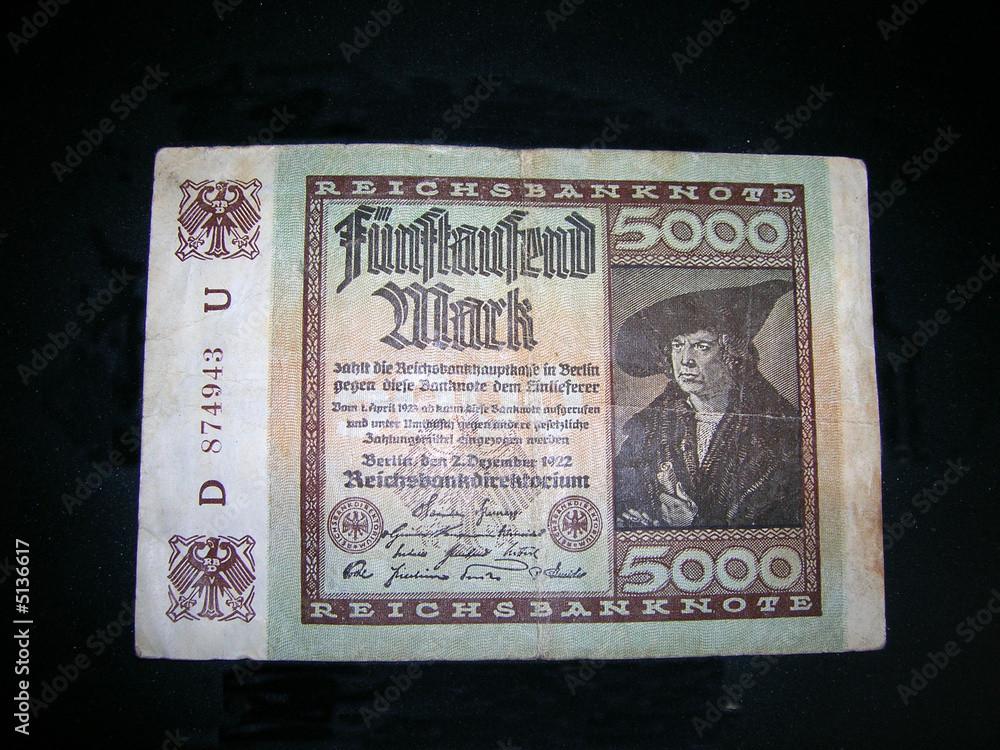 REICHSBANKNOTE
Fünftausend
Mark
5000
zahlt die Reichsbankhauptkasse in Berlin
gegen diese Banknote dem Einlieferer
Vom 1. April 1923 ab kann diese Banknote aufgerufen
und unter Umtausch gegen andere gesetzliche
Zahlungsmittel eingezogen werden
Berlin, den 2. Dezember 1922
Reichsbankdirektorium
5000
REICHSBANKNOTE
D 874943 U
Adobe Stock | #5136617